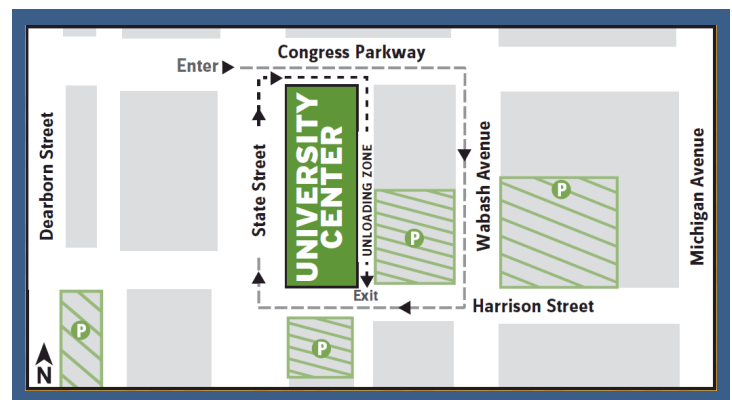 Congress Parkway
Enter
Dearborn Street
State Street
UNIVERSITY
CENTER
UNLOADING ZONE
Wabash Avenue
Michigan Avenue
P
P
Exit
Harrison Street
P
P
N